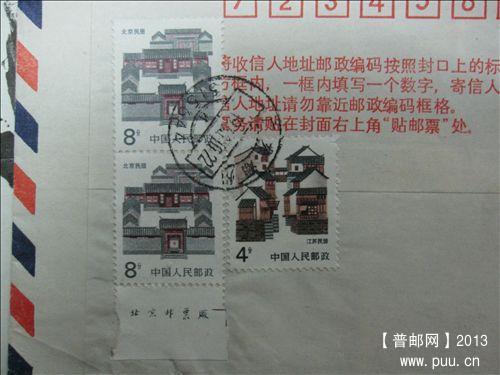 7 2 3 4 5 6
北京民居
8分
中国人民邮政
请将收信人地址邮政编码按照封口上的标
框内，一框内填写一个数字，寄信
人地址请勿靠近邮政编码框格。
票务请贴在封面右上角“贴邮票”处。
北京民居
8分
中国人民邮政
江苏民居
4分
中国人民邮政
北京邮票厂
【普邮网】2013
www.puu.cn